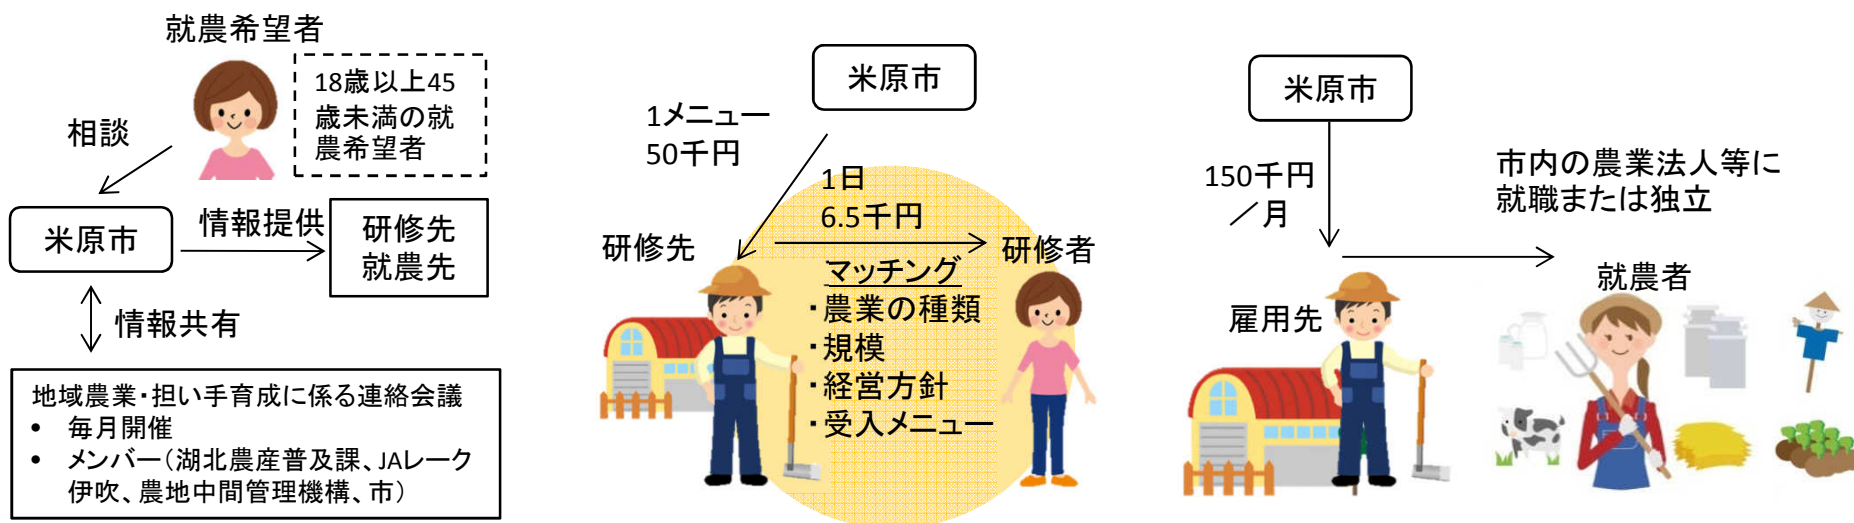 就農希望者
18歳以上45
歳未満の就
農希望者
相談
米原市
情報提供
研修先
就農先
情報共有
地域農業・担い手育成に係る連絡会議
• 毎月開催
• メンバー(湖北農産普及課、JAレーク
伊吹、農地中間管理機構、市)
米原市
1メニュー
50千円
1日
6.5千円
研修先
研修者
マッチング
・農業の種類
・規模
・経営方針
・受入メニュー
米原市
150千円
/月
市内の農業法人等に
就職または独立
就農者
雇用先